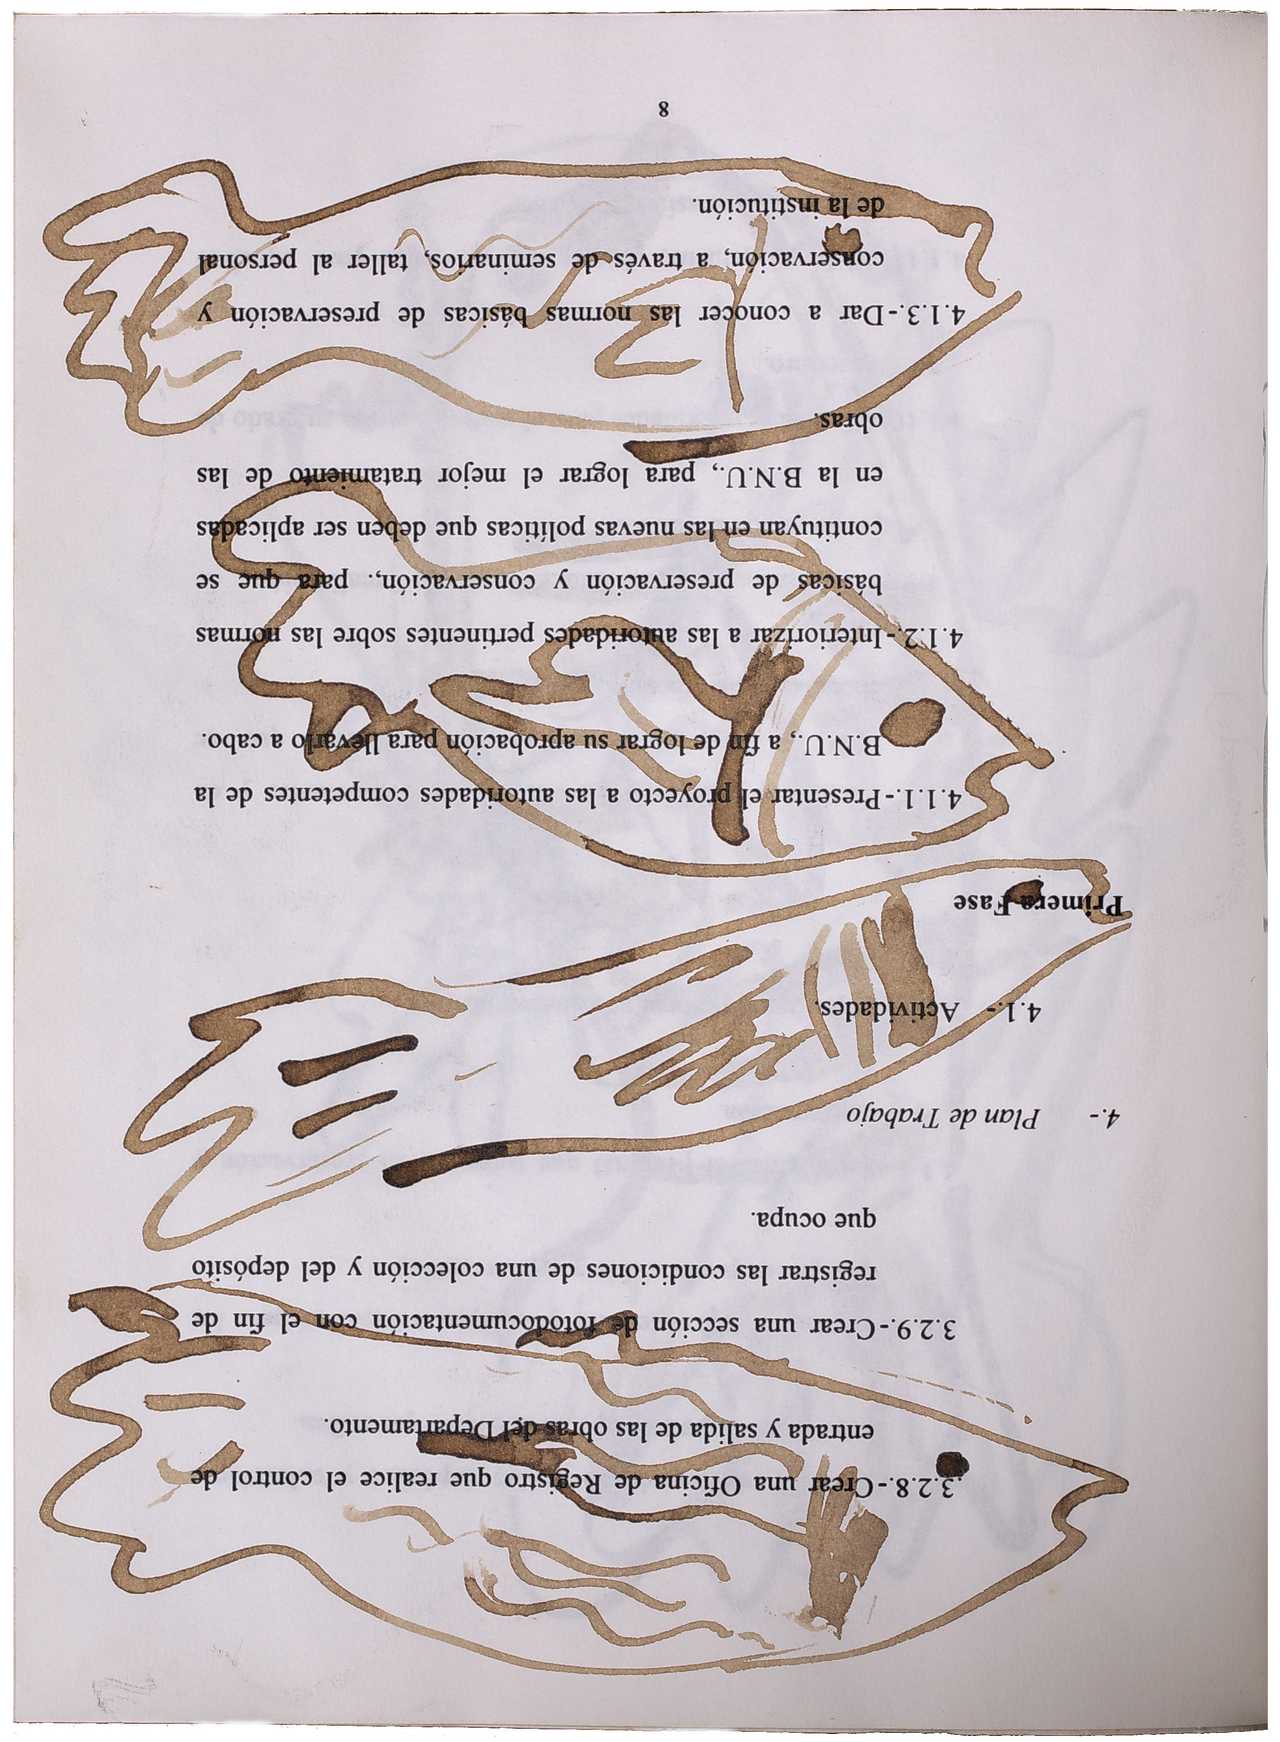 3.2.8.-Crear una Oficina de Registro que realice el control de
entrada y salida de las obras del Departamento.
3.2.9.-Crear una sección de fotodocumentación con el fin de
registrar las condiciones de una colección y del depósito
que ocupa.
4.- Plan de Trabajo
4.1.- Actividades.
Primera Fase
4.1.1.-Presentar el proyecto a las autoridades competentes de la
B.N.U., a fin de lograr su aprobación para llevarlo a cabo.
4.1.2.-Interiorizar a las autoridades pertinentes sobre las normas
básicas de preservación y conservación,. para que se
contituyan en las nuevas políticas que deben ser aplicadas
en la B.N.U., para lograr el mejor tratamiento de las
obras.
4.1.3.-Dar a conocer las normas básicas de preservación y
conservación, a través de seminarios, taller al personal
de la institución.
8